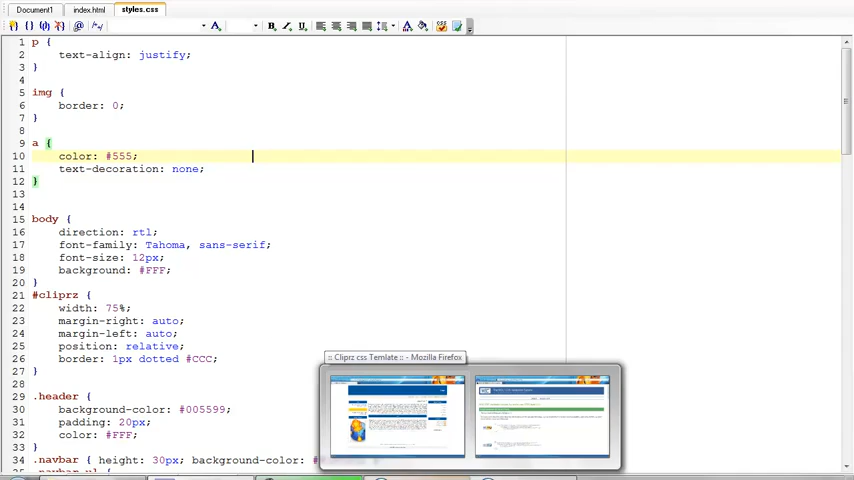 Document1 index.html styles.css
B I U A
1 p {
2 text-align: justify;
3 }
4
5 img {
6 border: 0;
7 }
8
9 a {
10 color: #555;
11 text-decoration: none;
12 }
13
14
15 body {
16 direction: rtl;
17 font-family: Tahoma, sans-serif;
18 font-size: 12px;
19 background: #FFF;
20 }
21 #cliprz {
22 width: 75%;
23 margin-right: auto;
24 margin-left: auto;
25 position: relative;
26 border: 1px dotted #CCC;
27 }
28
29 .header {
30 background-color: #005599;
31 padding: 20px;
32 color: #FFF;
33 }
34 .navbar { height: 30px; background-color: #
35 .navbar ul {
:: Cliprz css Temlate :: - Mozilla Firefox